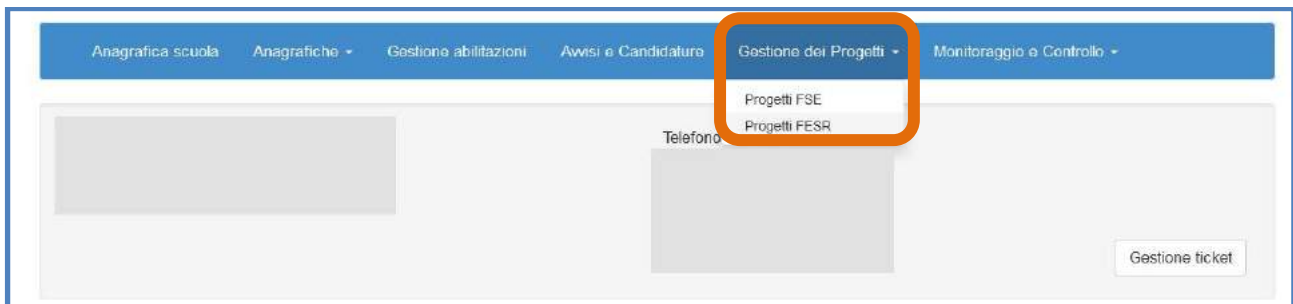 Anagrafica scuola Anagrafiche Gestione abilitazioni Avvisi e Candidature Gestione dei Progetti Monitoraggio e Controllo
Progetti FSE
Progetti FESR
Telefono
Gestione ticket